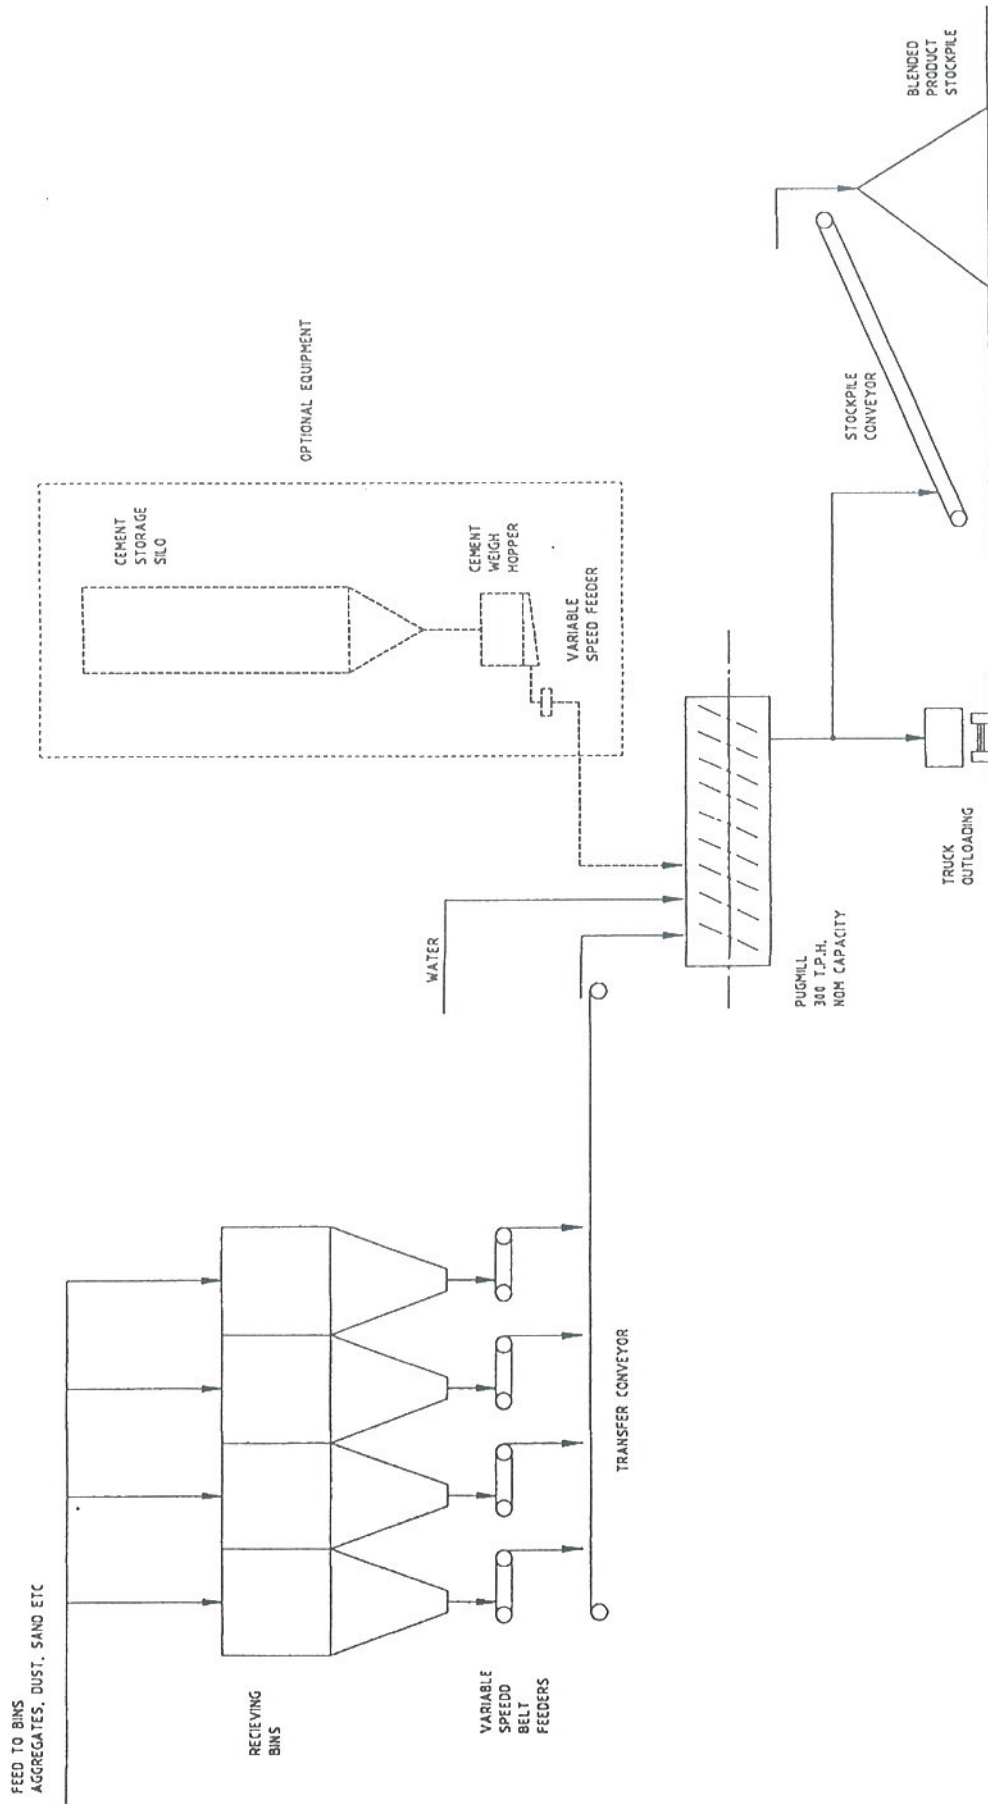 FEED TO BINS
AGGREGATES, DUST, SAND ETC
RECIEVING
BINS
VARIABLE
SPEEDD
BELT
FEEDERS
TRANSFER CONVEYOR
WATER
CEMENT
STORAGE
SILO
CEMENT
WEIGH
HOPPER
VARIABLE
SPEED FEEDER
OPTIONAL EQUIPMENT
PUGMILL
300 T.P.H.
NOM CAPACITY
TRUCK
OUTLOADING
STOCKPILE
CONVEYOR
BLENDED
PRODUCT
STOCKPILE